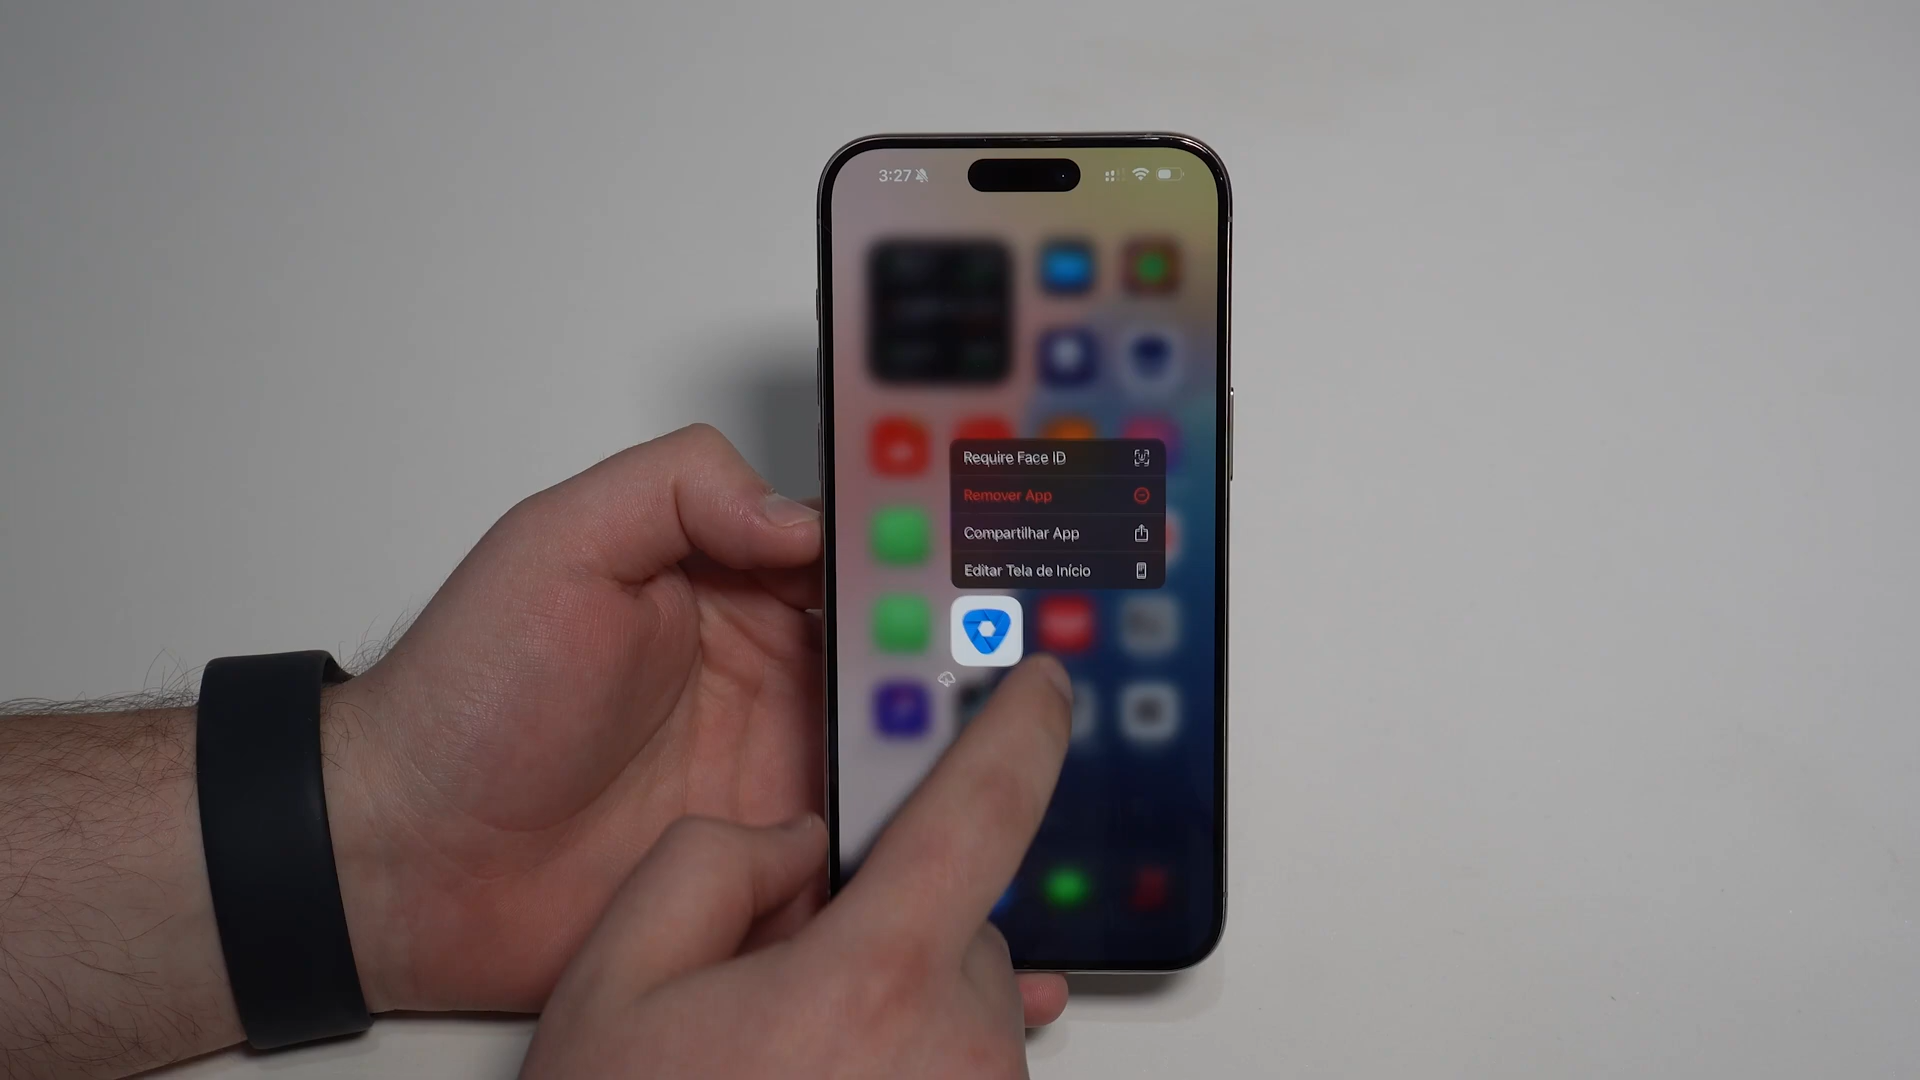 3:27
Require Face ID
Remover App
Compartilhar App
Editar Tela de Início